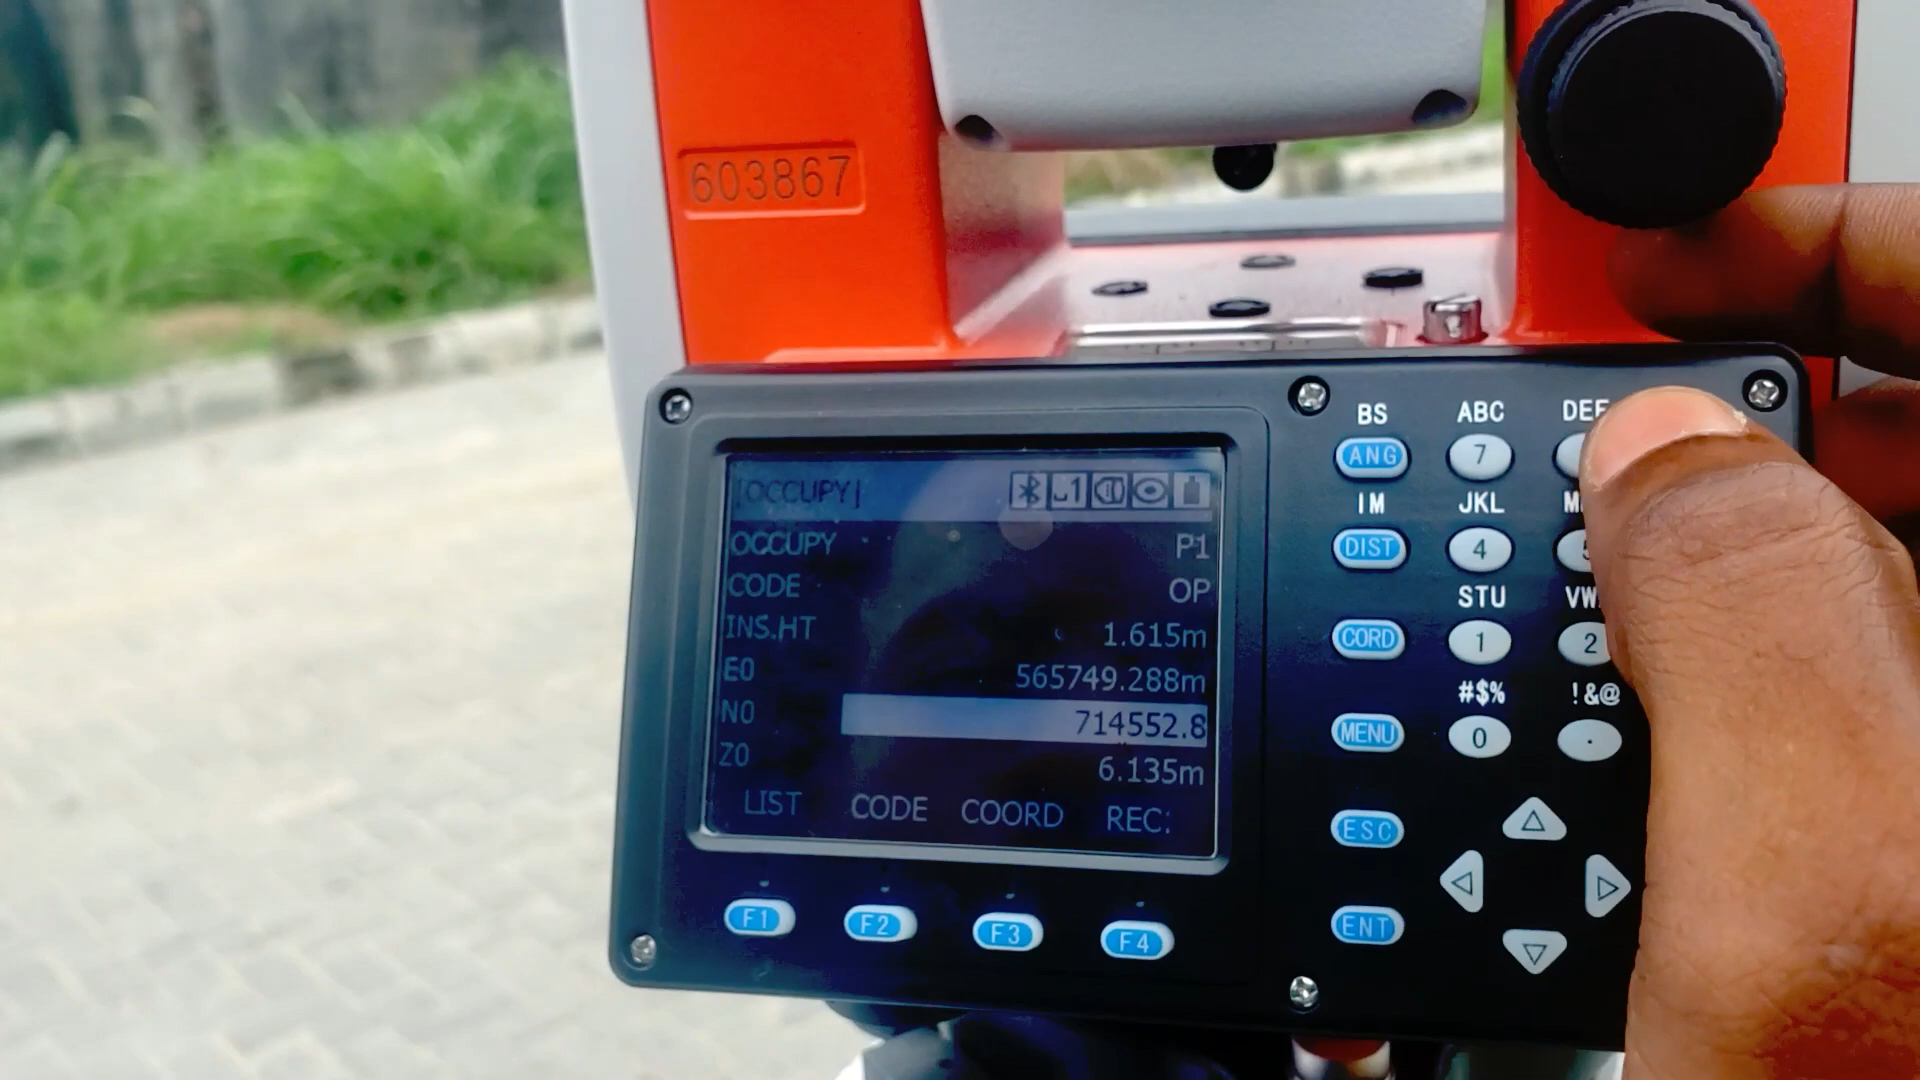 603867
[OCCUPY] 1
OCCUPY P1
CODE OP
INS.HT 1.615m
E0 565749.288m
N0 714552.8
Z0 6.135m
LIST CODE COORD REC.
F1 F2 F3 F4
BS ABC DEF
ANG 7
IM JKL
DIST 4 5
STU
CORD 1 2
#$% !&@
MENU 0 .
ESC
ENT